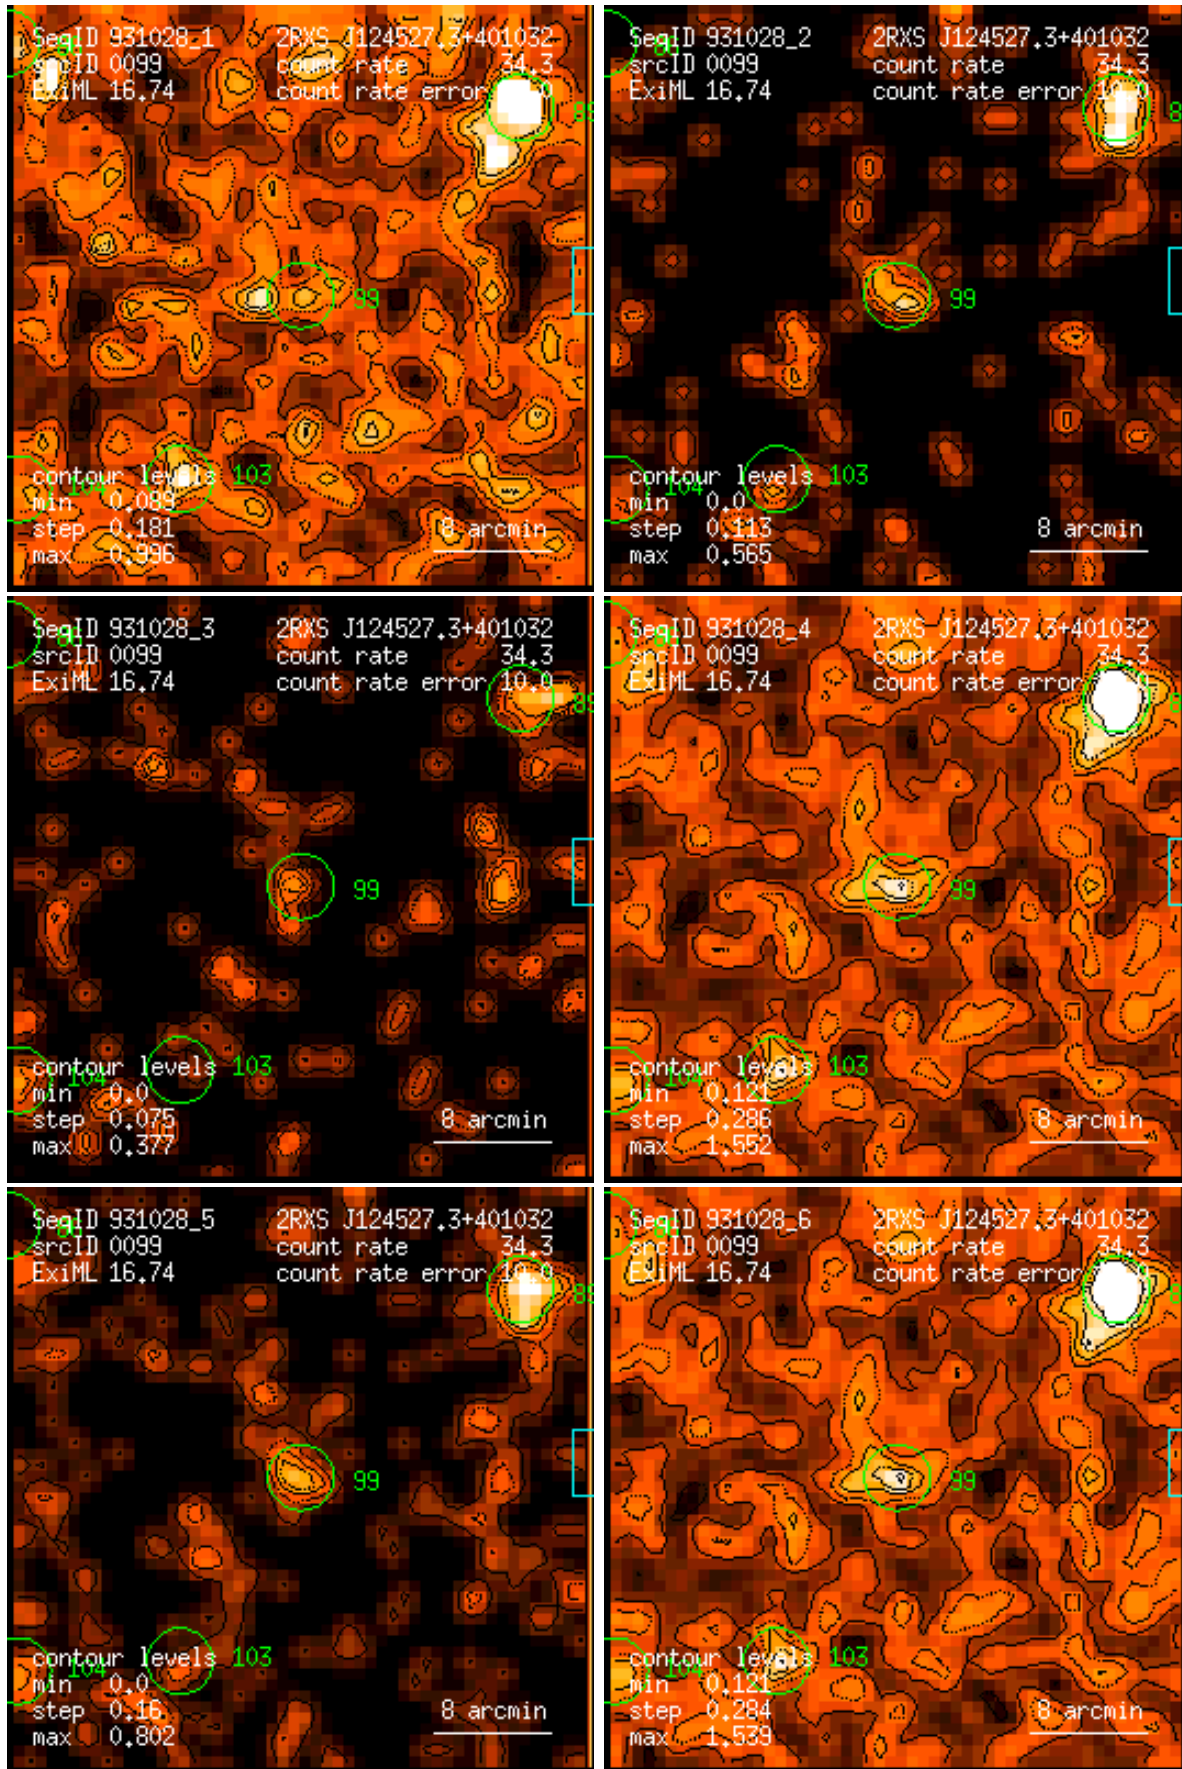 SeqID 931028_1 2RXS J124527.3+401032
srcID 0099 count rate 34.3
ExiML 16.74 count rate error
89
99
contour levels 103
104
min 0.089
step 0.181 8 arcmin
max 0.996
SeqID 931028_2 2RXS J124527.3+401032
srcID 0099 count rate 34.3
ExiML 16.74 count rate error 10.0
99
contour levels 103
104
min 0.0
step 0.113 8 arcmin
max 0.565
SeqID 931028_3 2RXS J124527.3+401032
srcID 0099 count rate 34.3
ExiML 16.74 count rate error 10.0
89
99
contour levels 103
104
min 0.0
step 0.075 8 arcmin
max 0.377
SeqID 931028_4 2RXS J124527.3+401032
srcID 0099 count rate 34.3
ExiML 16.74 count rate error
99
contour levels 103
104
min 0.121
step 0.286 8 arcmin
max 1.552
SeqID 931028_5 2RXS J124527.3+401032
srcID 0099 count rate 34.3
ExiML 16.74 count rate error 10.0
89
99
contour levels 103
104
min 0.0
step 0.16 8 arcmin
max 0.802
SeqID 931028_6 2RXS J124527.3+401032
srcID 0099 count rate 34.3
ExiML 16.74 count rate error
99
contour levels 103
104
min 0.121
step 0.284 8 arcmin
max 1.539